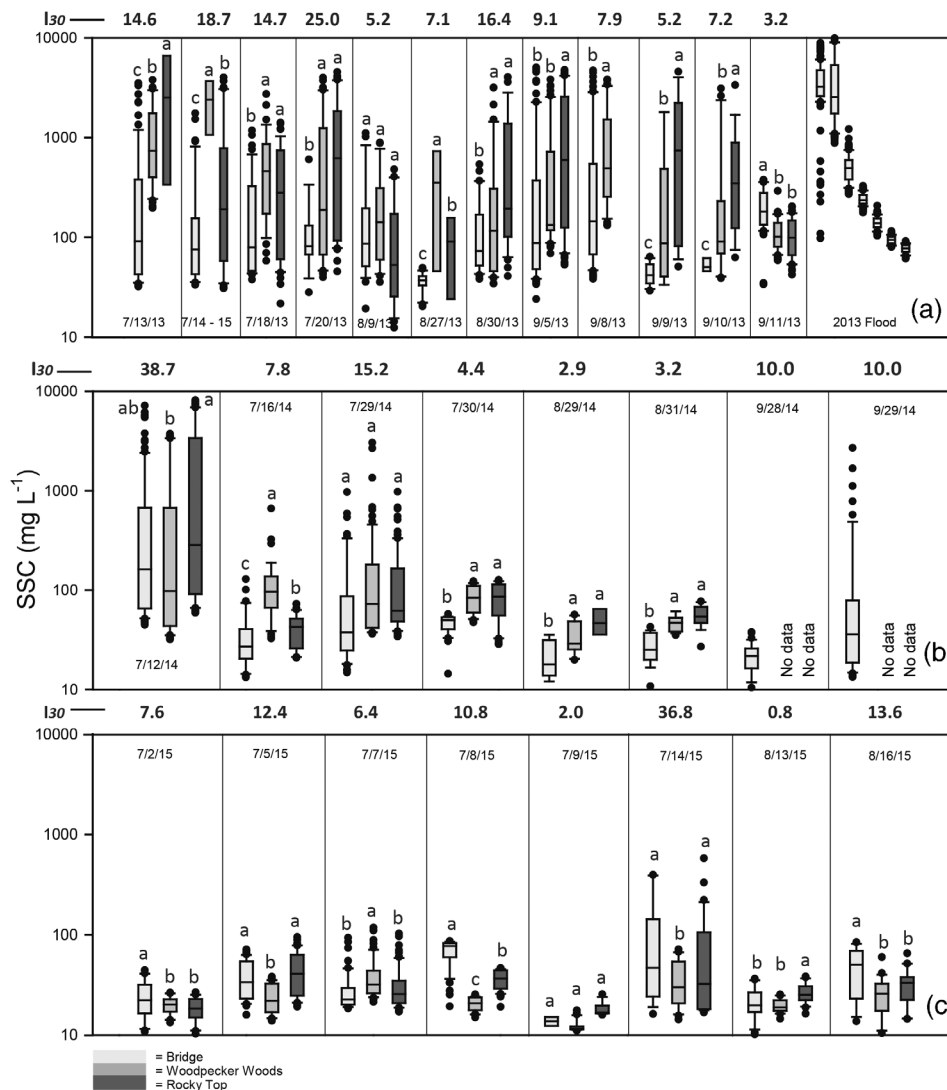 I30 14.6 18.7 14.7 25.0 5.2 7.1 16.4 9.1 7.9 5.2 7.2 3.2
10000
c b a c a b b a a b a a a a b c a b b a a b b a b a c b a c b a a b b
1000
100
10
7/13/13 7/14 - 15 7/18/13 7/20/13 8/9/13 8/27/13 8/30/13 9/5/13 9/8/13 9/9/13 9/10/13 9/11/13 2013 Flood
(a)
I30 38.7 7.8 15.2 4.4 2.9 3.2 10.0 10.0
10000
7/12/14 7/16/14 7/29/14 7/30/14 8/29/14 8/31/14 9/28/14 9/29/14
ab b a c a b a a a b a a b a a b a a
1000
100
10
No data No data No data No data
(b)
SSC (mg L-1)
I30 7.6 12.4 6.4 10.8 2.0 36.8 0.8 13.6
10000
7/2/15 7/5/15 7/7/15 7/8/15 7/9/15 7/14/15 8/13/15 8/16/15
1000
100
a b b a b a b a b a c b a a a a b a b b a a b b
10
(c)
= Bridge
= Woodpecker Woods
= Rocky Top